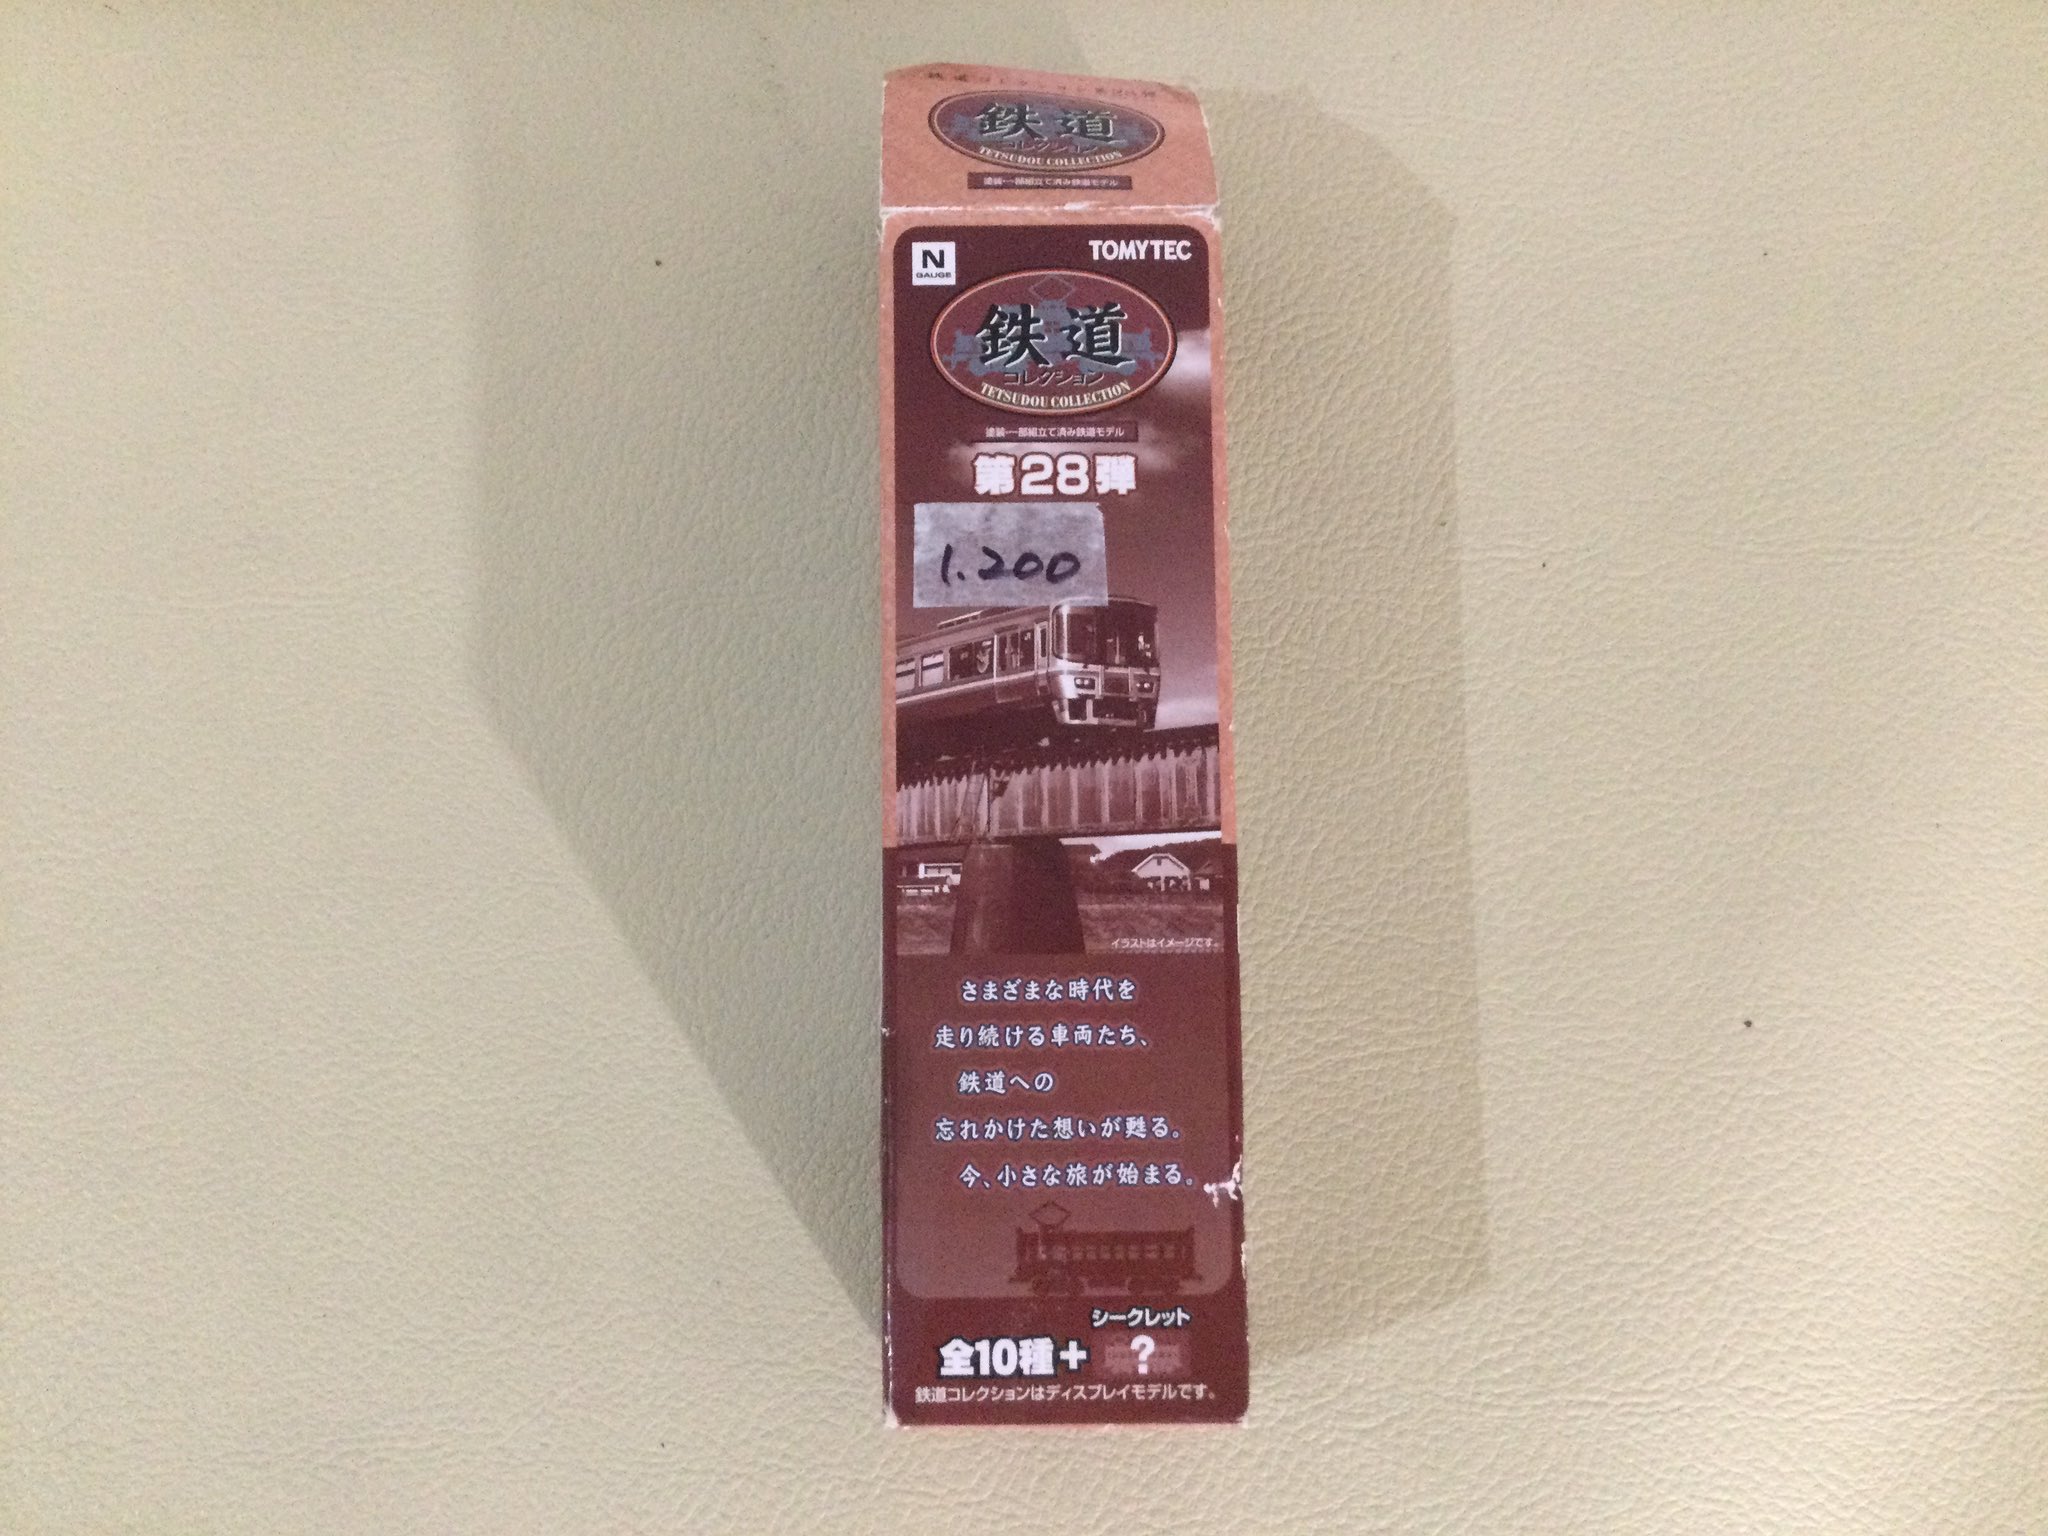 鉄道
コレクション
TETSUDOU COLLECTION
塗装・一部組立て済み鉄道モデル
N
GAUGE
TOMYTEC
鉄道
コレクション
TETSUDOU COLLECTION
塗装・一部組立て済み鉄道モデル
第28弾
1.200
イラストはイメージです。
さまざまな時代を
走り続ける車両たち、
鉄道への
忘れかけた想いが甦る。
今、小さな旅が始まる。
シークレット
全10種+?
鉄道コレクションはディスプレイモデルです。